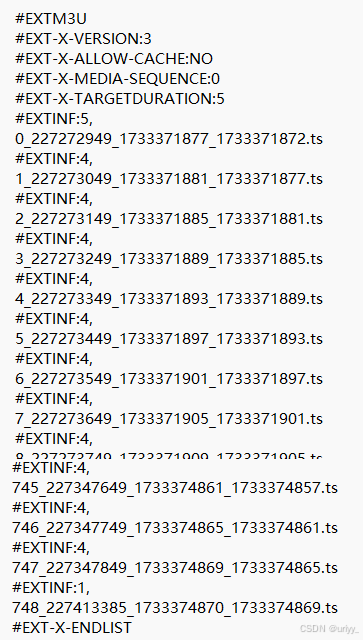 #EXTM3U
#EXT-X-VERSION:3
#EXT-X-ALLOW-CACHE:NO
#EXT-X-MEDIA-SEQUENCE:0
#EXT-X-TARGETDURATION:5
#EXTINF:5,
0_227272949_1733371877_1733371872.ts
#EXTINF:4,
1_227273049_1733371881_1733371877.ts
#EXTINF:4,
2_227273149_1733371885_1733371881.ts
#EXTINF:4,
3_227273249_1733371889_1733371885.ts
#EXTINF:4,
4_227273349_1733371893_1733371889.ts
#EXTINF:4,
5_227273449_1733371897_1733371893.ts
#EXTINF:4,
6_227273549_1733371901_1733371897.ts
#EXTINF:4,
7_227273649_1733371905_1733371901.ts
#EXTINF:4,
8_227273749_1733371909_1733371905.ts
#EXTINF:4,
745_227347649_1733374861_1733374857.ts
#EXTINF:4,
746_227347749_1733374865_1733374861.ts
#EXTINF:4,
747_227347849_1733374869_1733374865.ts
#EXTINF:1,
748_227413385_1733374870_1733374869.ts
#EXT-X-ENDLIST